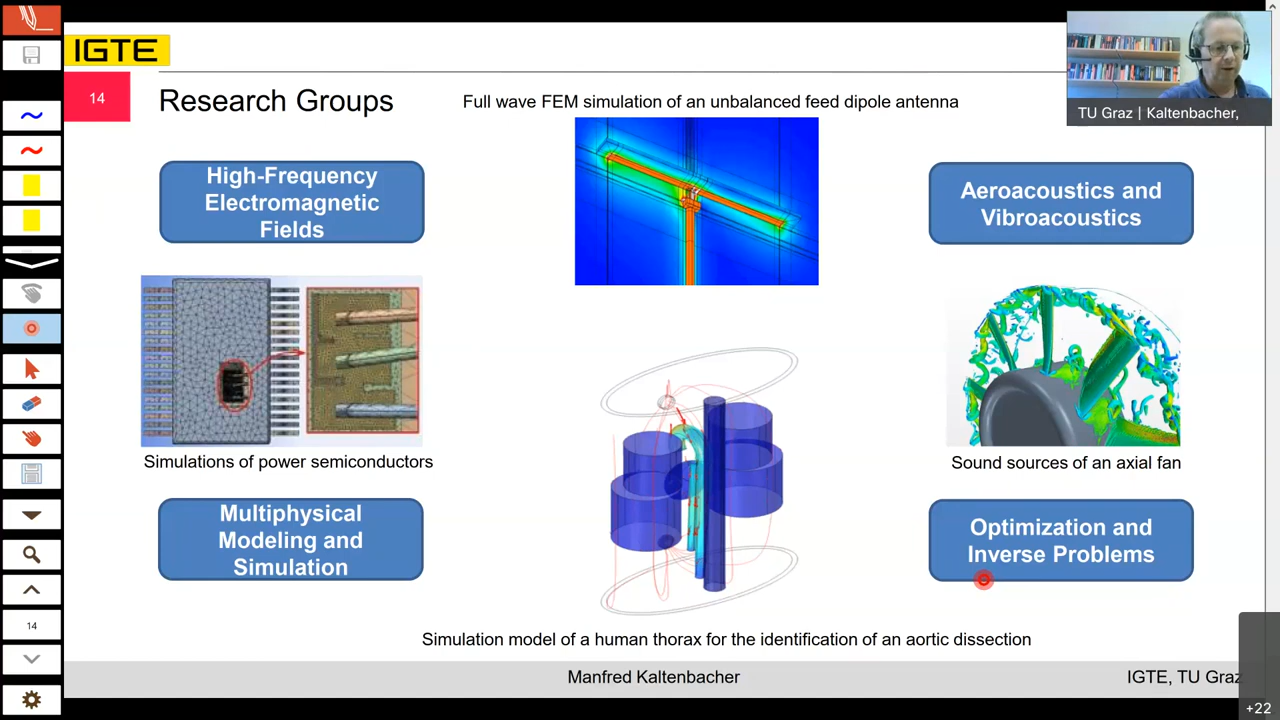 IGTE
14
Research Groups
Full wave FEM simulation of an unbalanced feed dipole antenna
TU Graz | Kaltenbacher,
High-Frequency
Electromagnetic
Fields
Aeroacoustics and
Vibroacoustics
Simulations of power semiconductors
Sound sources of an axial fan
Multiphysical
Modeling and
Simulation
Optimization and
Inverse Problems
Simulation model of a human thorax for the identification of an aortic dissection
14
Manfred Kaltenbacher
IGTE, TU Graz
+22